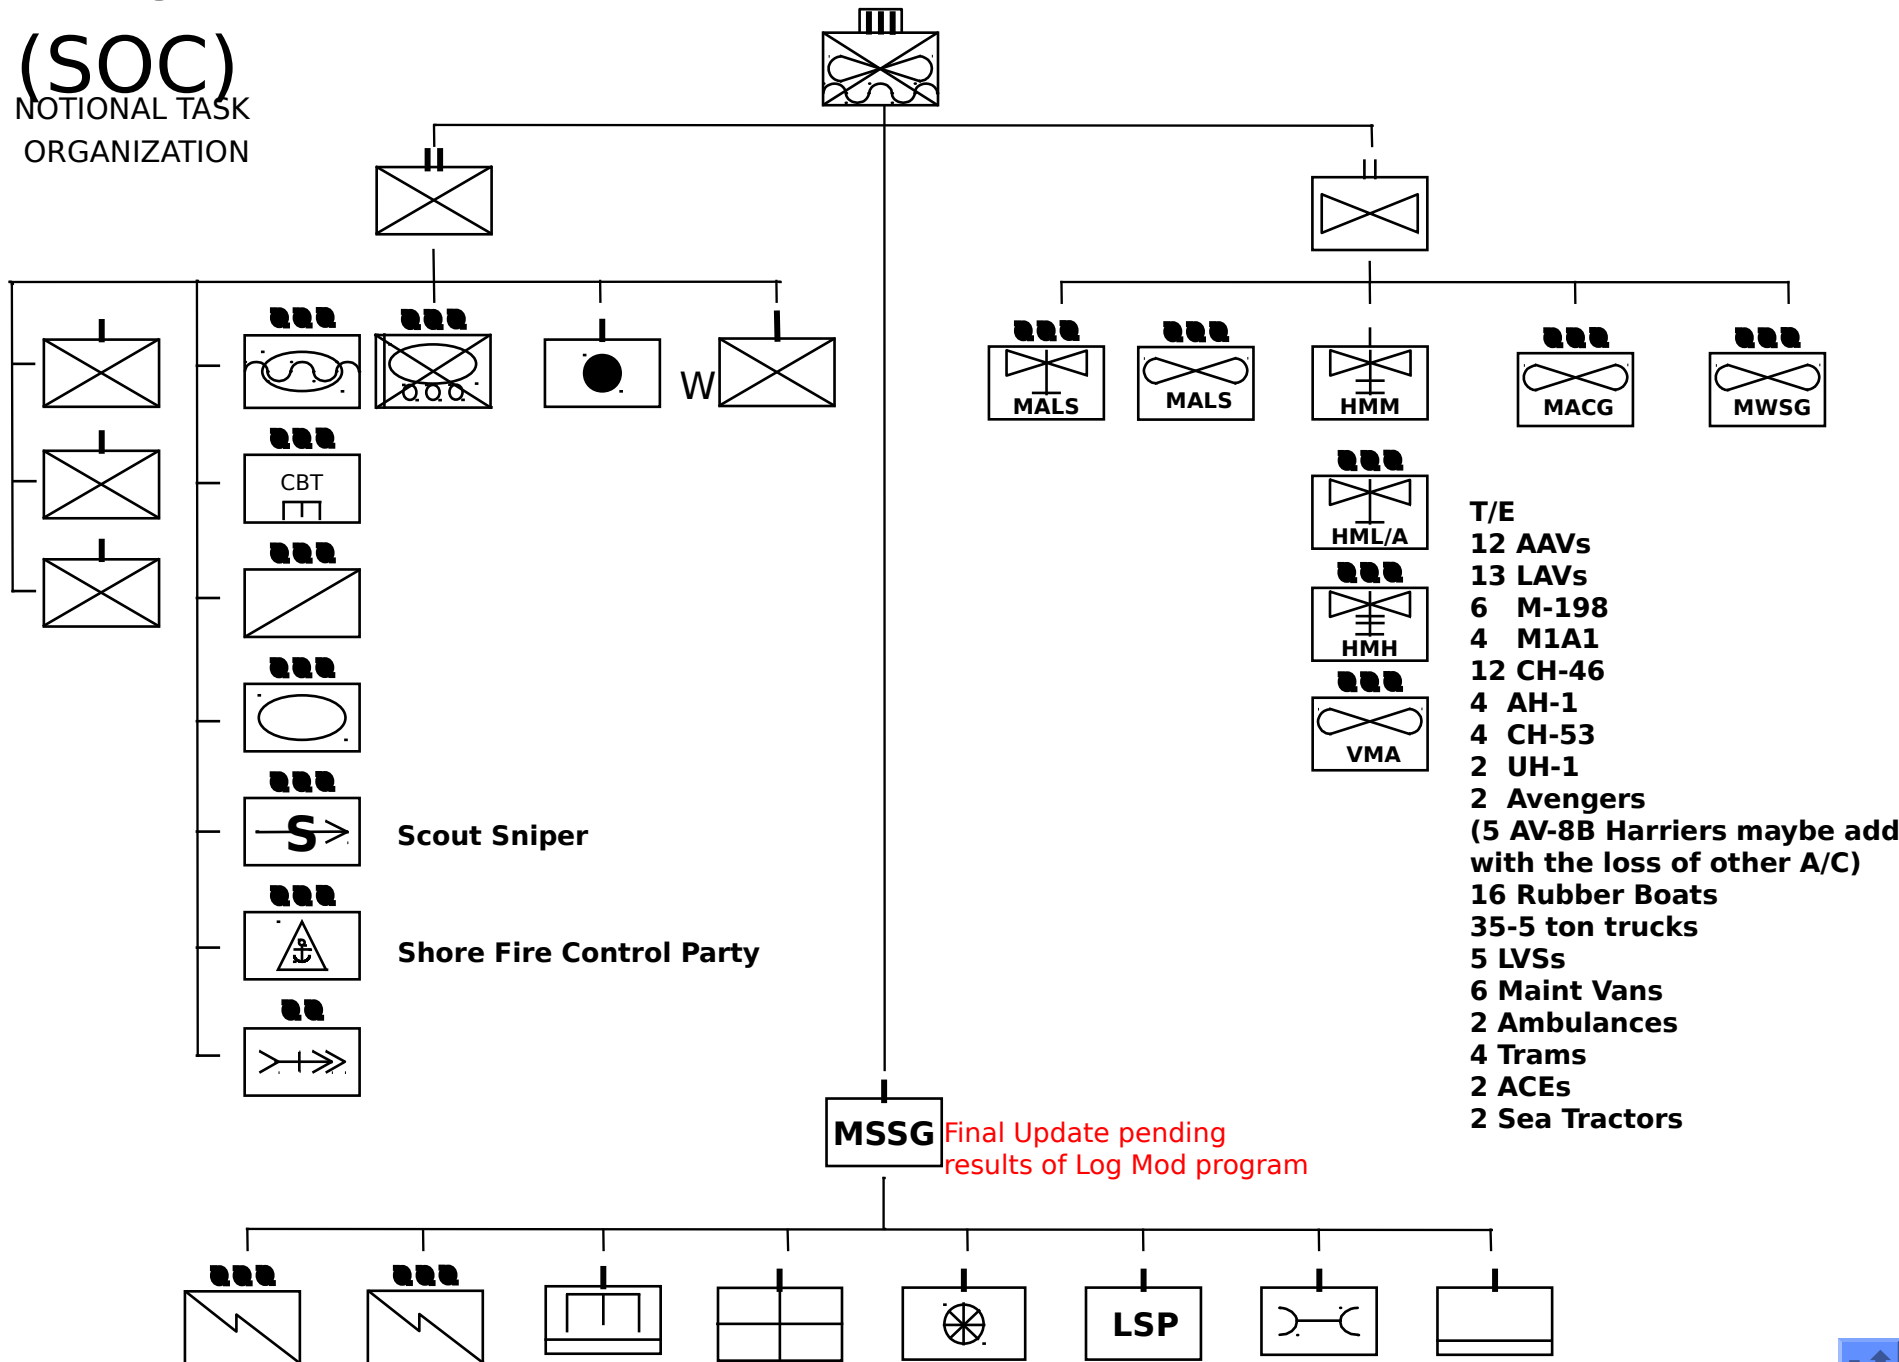 (SOC)
NOTIONAL TASK
ORGANIZATION
W
MALS
MALS
HMM
MACG
MWSG
CBT
HML/A
HMH
VMA
S
Scout Sniper
Shore Fire Control Party
T/E
12 AAVs
13 LAVs
6 M-198
4 M1A1
12 CH-46
4 AH-1
4 CH-53
2 UH-1
2 Avengers
(5 AV-8B Harriers maybe add
with the loss of other A/C)
16 Rubber Boats
35-5 ton trucks
5 LVSs
6 Maint Vans
2 Ambulances
4 Trams
2 ACEs
2 Sea Tractors
MSSG
Final Update pending
results of Log Mod program
LSP